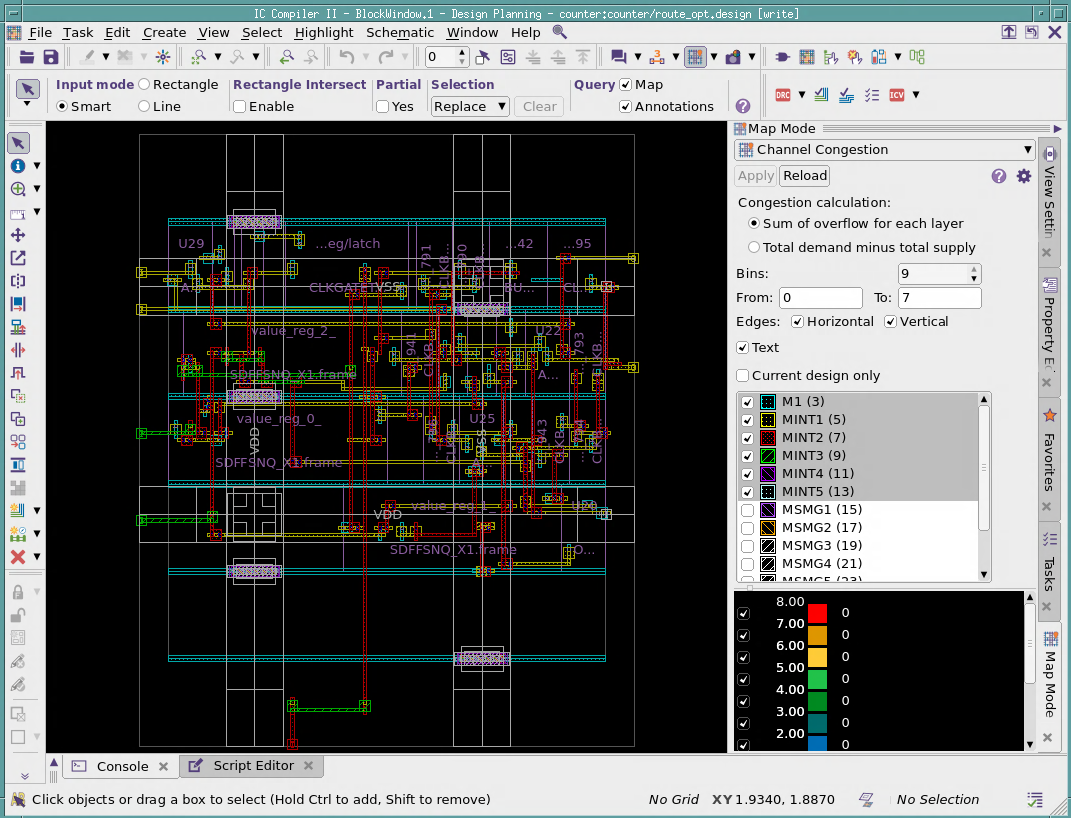 IC Compiler II - BlockWindow.1 - Design Planning - counter:counter/route_opt.design [write]
File Task Edit Create View Select Highlight Schematic Window Help
0
Input mode Rectangle Rectangle Intersect Partial Selection Query Map
Smart Line Enable Yes Replace Clear Annotations
DRC ICV
Map Mode
Channel Congestion
Apply Reload
Congestion calculation:
Sum of overflow for each layer
Total demand minus total supply
Bins: 9
From: 0 To: 7
Edges: Horizontal Vertical
Text
Current design only
M1 (3)
MINT1 (5)
MINT2 (7)
MINT3 (9)
MINT4 (11)
MINT5 (13)
MSMG1 (15)
MSMG2 (17)
MSMG3 (19)
MSMG4 (21)
MSMG5 (23)
8.00 0
7.00 0
6.00 0
5.00 0
4.00 0
3.00 0
2.00 0
View Settin
Property E
Favorites
Tasks
Map Mode
U29 ...eg/latch 791 ...42 ...95
VSS
value_reg_2_ U22
941 793
SDFFSNQ_X1.frame A...
value_reg_0_ U25
VDD
SDFFSNQ_X1.frame
value_reg_1_
VDD
SDFFSNQ_X1.frame
Console Script Editor
Click objects or drag a box to select (Hold Ctrl to add, Shift to remove) No Grid XY 1.9340, 1.8870 No Selection